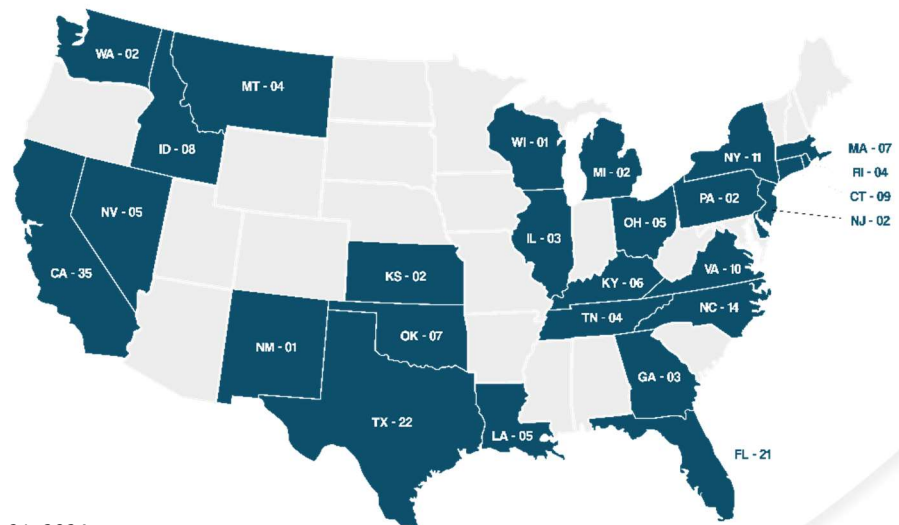 WA - 02
MT - 04
ID - 08
WI - 01
MI - 02
NY - 11
MA - 07
RI - 04
CT - 09
NJ - 02
PA - 02
OH - 05
IL - 03
NV - 05
CA - 35
KS - 02
KY - 06
VA - 10
NC - 14
TN - 04
OK - 07
NM - 01
GA - 03
TX - 22
LA - 05
FL - 21